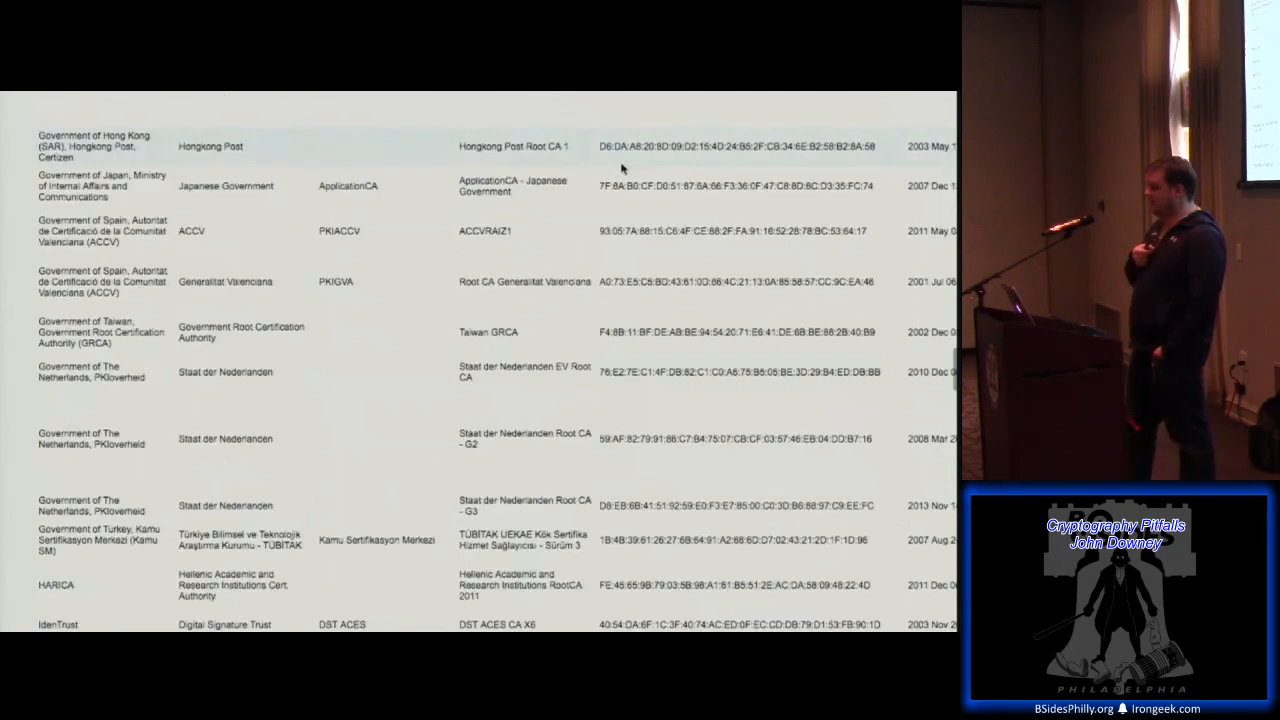 Government of Hong Kong
(SAR), Hongkong Post,
Certizen
Hongkong Post
Hongkong Post Root CA 1
D6:DA:A8:20:8D:09:D2:15:4D:24:B5:2F:CB:34:6E:B2:58:B2:8A:58
2003 May 1
Government of Japan, Ministry
of Internal Affairs and
Communications
Japanese Government
ApplicationCA
ApplicationCA - Japanese
Government
7F:8A:B0:CF:D0:51:87:6A:66:F3:36:0F:47:C8:8D:8C:D3:35:FC:74
2007 Dec 1
Government of Spain, Autoritat
de Certificació de la Comunitat
Valenciana (ACCV)
ACCV
PKIACCV
ACCVRAIZ1
93:05:7A:88:15:C6:4F:CE:88:2F:FA:91:16:52:28:78:BC:53:64:17
2011 May 0
Government of Spain, Autoritat
de Certificació de la Comunitat
Valenciana (ACCV)
Generalitat Valenciana
PKIGVA
Root CA Generalitat Valenciana
A0:73:E5:C5:BD:43:61:0D:86:4C:21:13:0A:85:58:57:CC:9C:EA:46
2001 Jul 06
Government of Taiwan,
Government Root Certification
Authority (GRCA)
Government Root Certification
Authority
Taiwan GRCA
F4:8B:11:BF:DE:AB:BE:94:54:20:71:E6:41:DE:6B:BE:88:2B:40:B9
2002 Dec 0
Government of The
Netherlands, PKIoverheid
Staat der Nederlanden
Staat der Nederlanden EV Root
CA
76:E2:7E:C1:4F:DB:82:C1:C0:A6:75:B5:05:BE:3D:29:B4:ED:DB:BB
2010 Dec 0
Government of The
Netherlands, PKIoverheid
Staat der Nederlanden
Staat der Nederlanden Root CA
- G2
59:AF:82:79:91:86:C7:B4:75:07:CB:CF:03:57:46:EB:04:DD:B7:16
2008 Mar 2
Government of The
Netherlands, PKIoverheid
Staat der Nederlanden
Staat der Nederlanden Root CA
- G3
D8:EB:6B:41:51:92:59:E0:F3:E7:85:00:C0:3D:B6:88:97:C9:EE:FC
2013 Nov 1
Government of Turkey, Kamu
Sertifikasyon Merkezi (Kamu
SM)
Türkiye Bilimsel ve Teknolojik
Araştırma Kurumu - TÜBİTAK
Kamu Sertifikasyon Merkezi
TÜBİTAK UEKAE Kök Sertifika
Hizmet Sağlayıcısı - Sürüm 3
1B:4B:39:61:26:27:6B:64:91:A2:68:6D:D7:02:43:21:2D:1F:1D:96
2007 Aug 2
HARICA
Hellenic Academic and
Research Institutions Cert.
Authority
Hellenic Academic and
Research Institutions RootCA
2011
FE:45:65:9B:79:03:5B:98:A1:61:B5:51:2E:AC:DA:58:09:48:22:4D
2011 Dec 0
IdenTrust
Digital Signature Trust
DST ACES
DST ACES CA X6
40:54:DA:6F:1C:3F:40:74:AC:ED:0F:EC:CD:DB:79:D1:53:FB:90:1D
2003 Nov 2
Cryptography Pitfalls
John Downey
PHILADELPHIA
BSidesPhilly.org
Irongeek.com